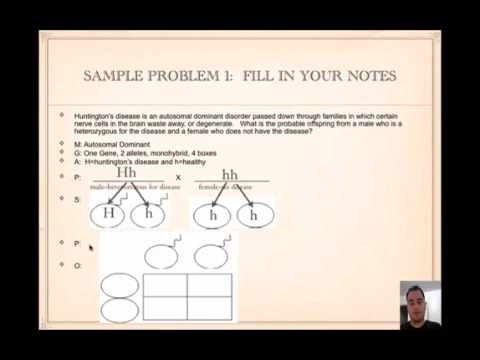 SAMPLE PROBLEM 1: FILL IN YOUR NOTES
Huntington's disease is an autosomal dominant disorder passed down through families in which certain
nerve cells in the brain waste away, or degenerate. What is the probable offspring from a male who is a
heterozygous for the disease and a female who does not have the disease?
M: Autosomal Dominant
G: One Gene, 2 alleles, monohybrid, 4 boxes
A: H=huntington's disease and h=healthy
P: Hh X hh
male=heterozygous for disease female=no disease
S: H h h h
P:
O: